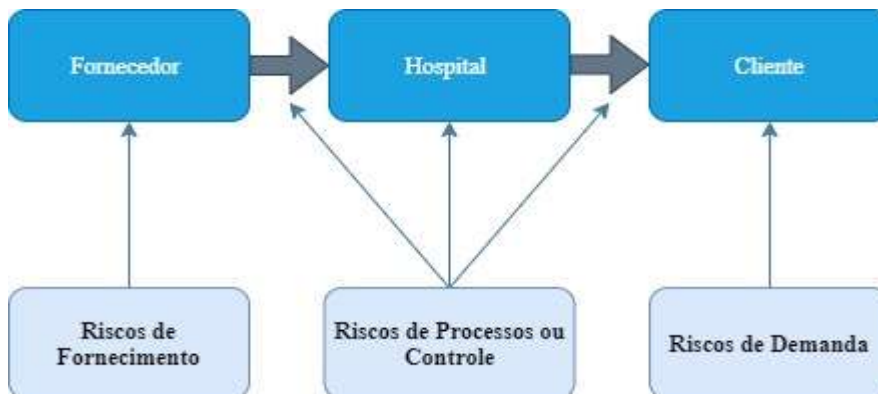 Fornecedor
Hospital
Cliente
Riscos de
Fornecimento
Riscos de Processos ou
Controle
Riscos de Demanda